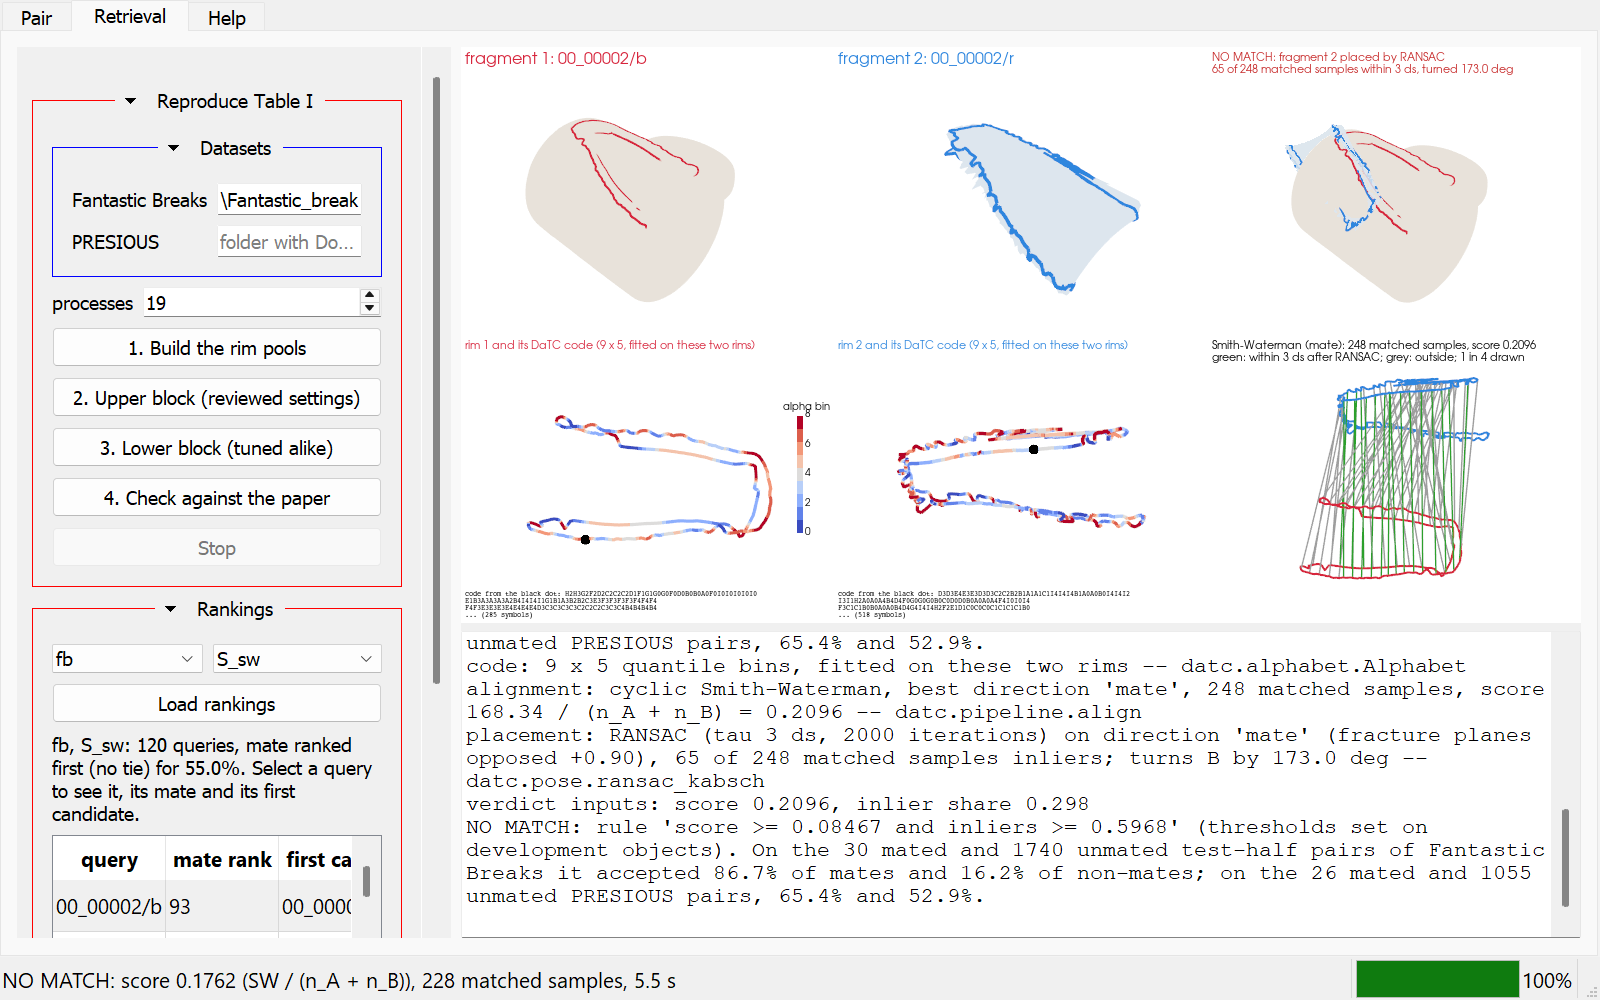 Pair
Retrieval
Help
Reproduce Table I
Datasets
Fantastic Breaks
\Fantastic_break
PRESIOUS
folder with Do...
processes
19
1. Build the rim pools
2. Upper block (reviewed settings)
3. Lower block (tuned alike)
4. Check against the paper
Stop
Rankings
fb
S_sw
Load rankings
fb, S_sw: 120 queries, mate ranked
first (no tie) for 55.0%. Select a query
to see it, its mate and its first
candidate.
query
mate rank
first ca
00_00002/b
93
00_0000
fragment 1: 00_00002/b
fragment 2: 00_00002/r
NO MATCH: fragment 2 placed by RANSAC
65 of 248 matched samples within 3 ds, turned 173.0 deg
rim 1 and its DaTC code (9 x 5, fitted on these two rims)
rim 2 and its DaTC code (9 x 5, fitted on these two rims)
Smith-Waterman (mate): 248 matched samples, score 0.2096
green: within 3 ds after RANSAC; grey: outside; 1 in 4 drawn
alpha bin
8
6
4
2
0
code from the black dot:
... (285 symbols)
code from the black dot:
... (518 symbols)
unmated PRESIOUS pairs, 65.4% and 52.9%.
code: 9 x 5 quantile bins, fitted on these two rims -- datc.alphabet.Alphabet
alignment: cyclic Smith-Waterman, best direction 'mate', 248 matched samples, score
168.34 / (n_A + n_B) = 0.2096 -- datc.pipeline.align
placement: RANSAC (tau 3 ds, 2000 iterations) on direction 'mate' (fracture planes
opposed +0.90), 65 of 248 matched samples inliers; turns B by 173.0 deg --
datc.pose.ransac_kabsch
verdict inputs: score 0.2096, inlier share 0.298
NO MATCH: rule 'score >= 0.08467 and inliers >= 0.5968' (thresholds set on
development objects). On the 30 mated and 1740 unmated test-half pairs of Fantastic
Breaks it accepted 86.7% of mates and 16.2% of non-mates; on the 26 mated and 1055
unmated PRESIOUS pairs, 65.4% and 52.9%.
NO MATCH: score 0.1762 (SW / (n_A + n_B)), 228 matched samples, 5.5 s
100%